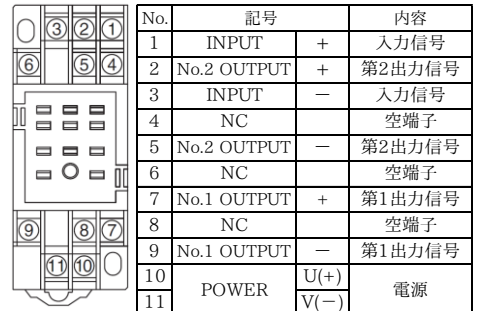 ③②①
⑥⑤④
⑨⑧⑦
⑪⑩
No. 記号 内容
1 INPUT + 入力信号
2 No.2 OUTPUT + 第2出力信号
3 INPUT − 入力信号
4 NC 空端子
5 No.2 OUTPUT − 第2出力信号
6 NC 空端子
7 No.1 OUTPUT + 第1出力信号
8 NC 空端子
9 No.1 OUTPUT − 第1出力信号
10 POWER U(+) 電源
11 V(−)